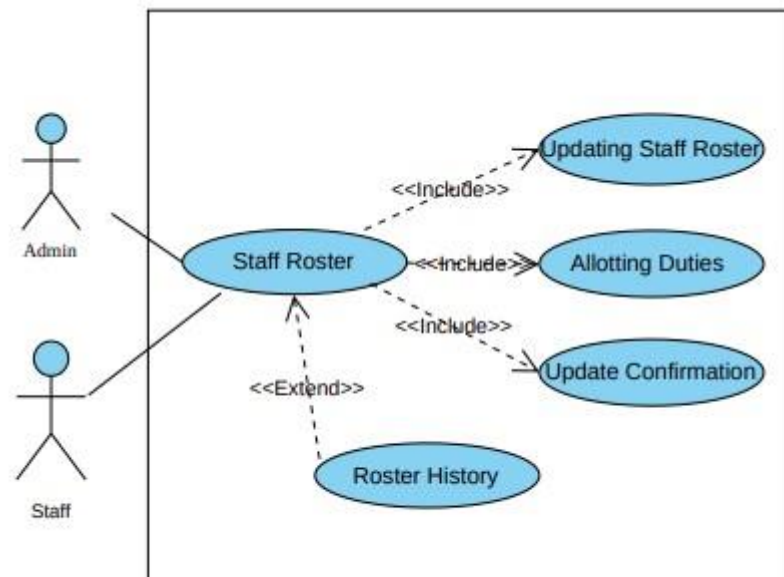 Updating Staff Roster
<<Include>>
Admin
Staff Roster
<<Include>>
Allotting Duties
<<Include>>
Update Confirmation
<<Extend>>
Roster History
Staff